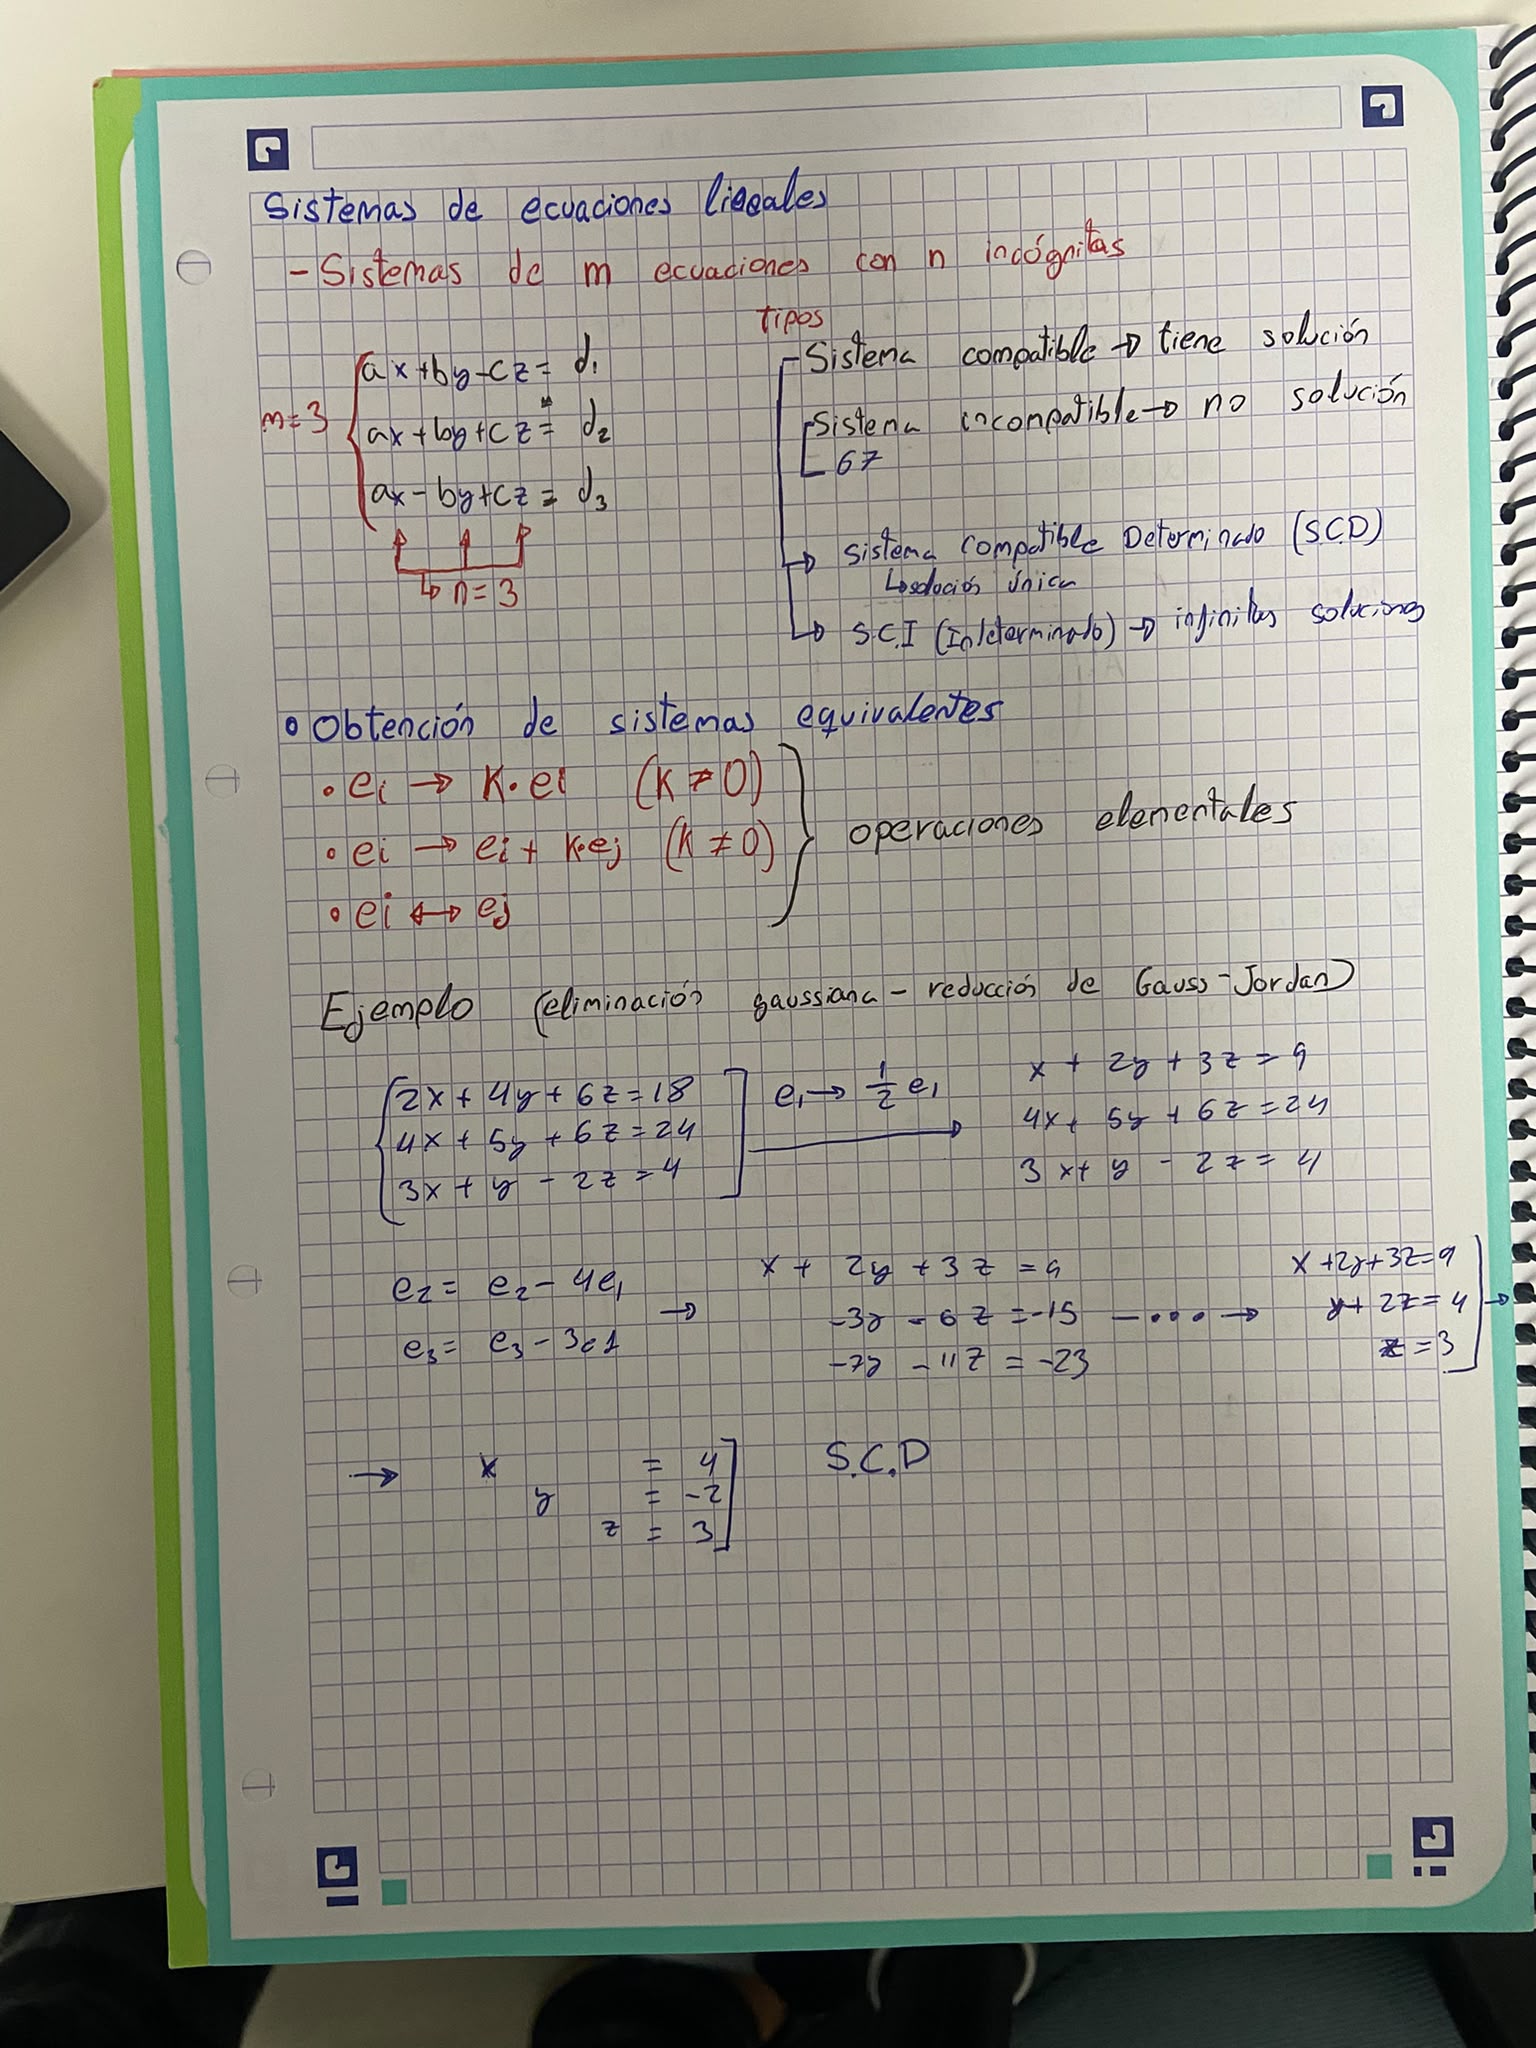 Sistemas de ecuaciones lineales
- Sistemas de m ecuaciones con n incógnitas
tipos
m=3
ax+by-cz = d₁
ax+by+cz = d₂
ax-by+cz = d₃
↳ n=3
Sistema compatible → tiene solución
Sistema incompatible → no solución
67
→ Sistema Compatible Determinado (S.C.D)
↳ solución única
→ S.C.I (Indeterminado) → infinitas soluciones
• Obtención de sistemas equivalentes
• ei → K·ei (K ≠ 0)
• ei → ei + K·ej (K ≠ 0)
• ei ↔ ej
operaciones elementales
Ejemplo (eliminación gaussiana - reducción de Gauss-Jordan)
2x + 4y + 6z = 18
4x + 5y + 6z = 24
3x + y - 2z = 4
e₁ → 1/2 e₁
x + 2y + 3z = 9
4x + 5y + 6z = 24
3x + y - 2z = 4
e₂ = e₂ - 4e₁
e₃ = e₃ - 3e1
→
x + 2y + 3z = 9
-3y - 6z = -15
-7y - 11z = -23
- ... →
x + 2y + 3z = 9
y + 2z = 4
z = 3
→
→ x = 4
y = -2
z = 3
S.C.D